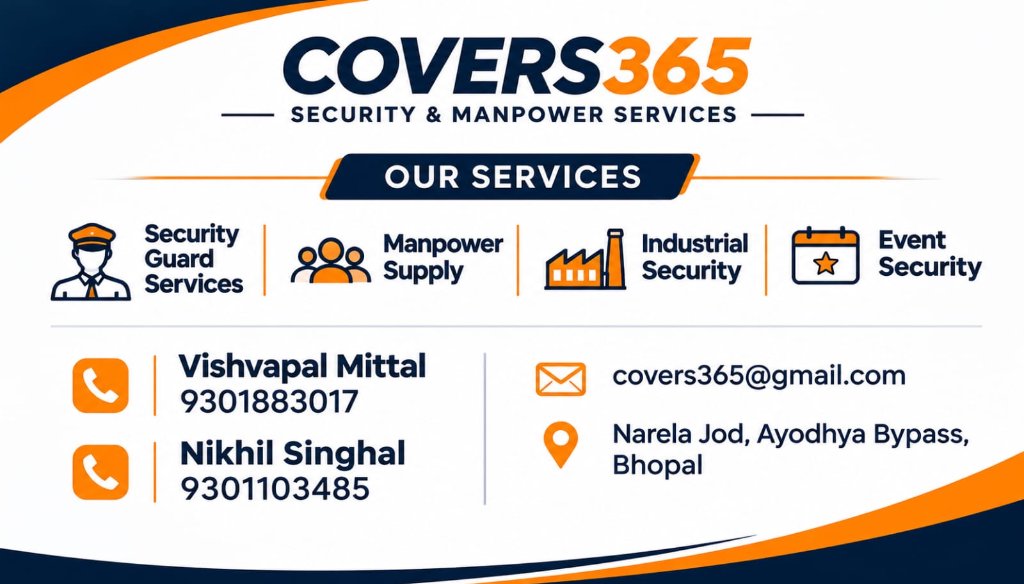 COVERS365
SECURITY & MANPOWER SERVICES
OUR SERVICES
Security
Guard
Services
Manpower
Supply
Industrial
Security
Event
Security
Vishvapal Mittal
9301883017
Nikhil Singhal
9301103485
covers365@gmail.com
Narela Jod, Ayodhya Bypass,
Bhopal